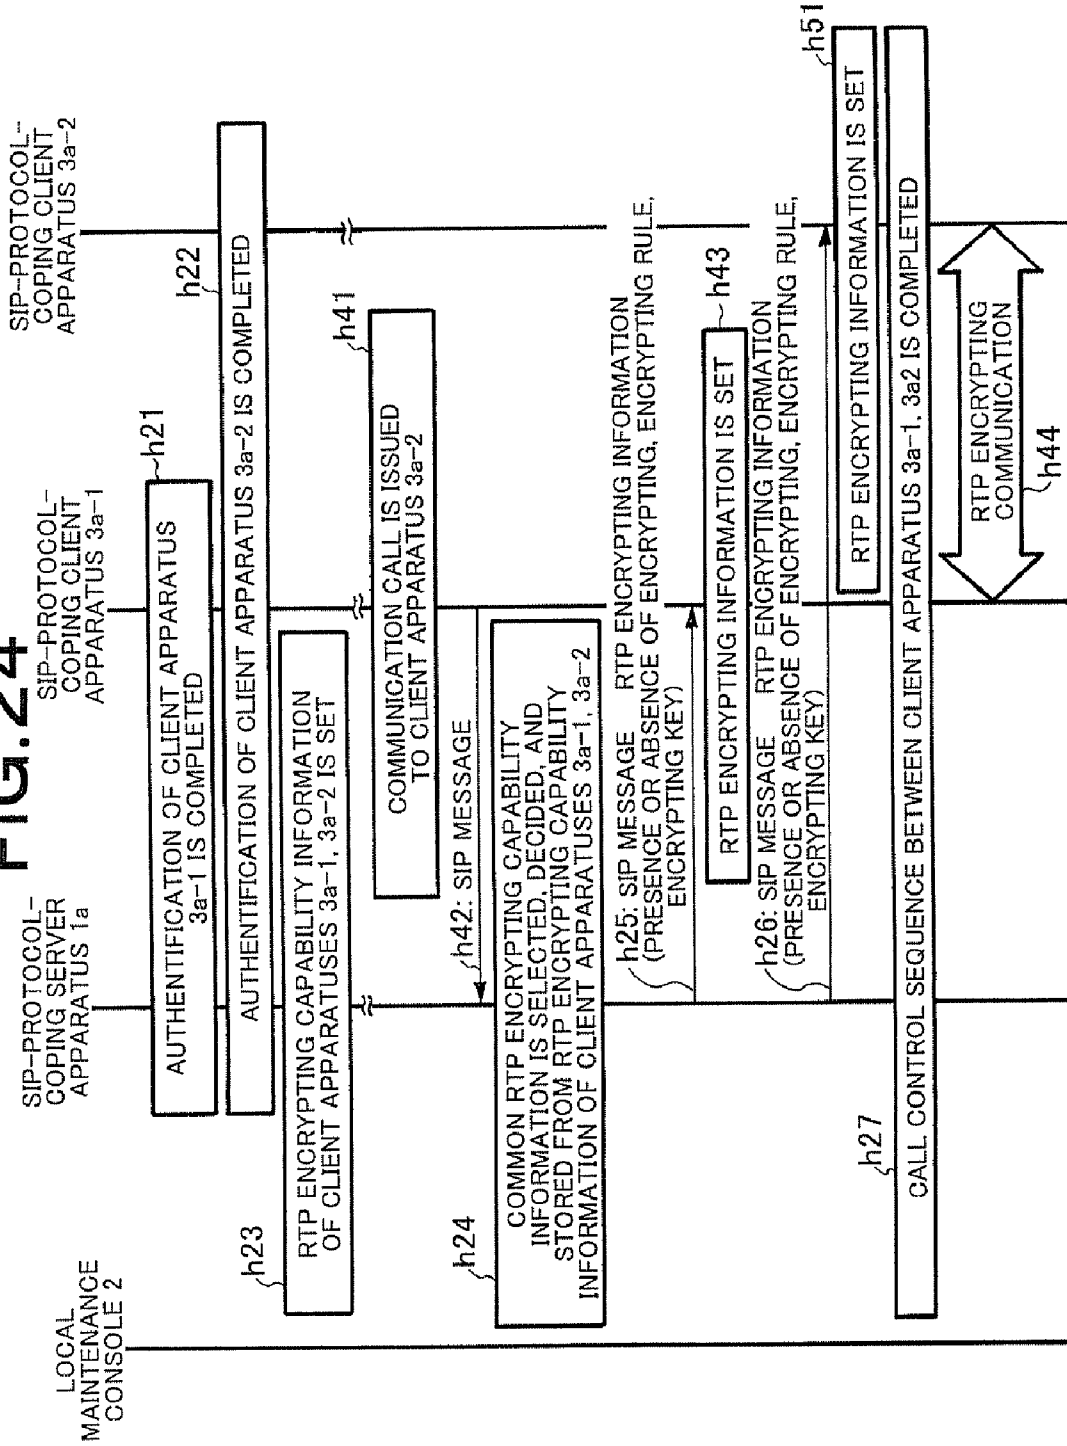 FIG.24
LOCAL
MAINTENANCE
CONSOLE 2
SIP-PROTOCOL-
COPING SERVER
APPARATUS 1a
SIP-PROTOCOL-
COPING CLIENT
APPARATUS 3a-1
SIP-PROTOCOL-
COPING CLIENT
APPARATUS 3a-2
h21
AUTHENTIFICATION OF CLIENT APPARATUS
3a-1 IS COMPLETED
h22
AUTHENTIFICATION OF CLIENT APPARATUS 3a-2 IS COMPLETED
h23
RTP ENCRYPTING CAPABILITY INFORMATION
OF CLIENT APPARATUSES 3a-1, 3a-2 IS SET
h41
COMMUNICATION CALL IS ISSUED
TO CLIENT APPARATUS 3a-2
h42: SIP MESSAGE
h24
COMMON RTP ENCRYPTING CAPABILITY
INFORMATION IS SELECTED, DECIDED, AND
STORED FROM RTP ENCRYPTING CAPABILITY
INFORMATION OF CLIENT APPARATUSES 3a-1, 3a-2
h25: SIP MESSAGE RTP ENCRYPTING INFORMATION
(PRESENCE OR ABSENCE OF ENCRYPTING, ENCRYPTING RULE,
ENCRYPTING KEY)
h43
RTP ENCRYPTING INFORMATION IS SET
h26: SIP MESSAGE RTP ENCRYPTING INFORMATION
(PRESENCE OR ABSENCE OF ENCRYPTING, ENCRYPTING RULE,
ENCRYPTING KEY)
h51
RTP ENCRYPTING INFORMATION IS SET
h27
CALL CONTROL SEQUENCE BETWEEN CLIENT APPARATUS 3a-1, 3a2 IS COMPLETED
RTP ENCRYPTING
COMMUNICATION
h44